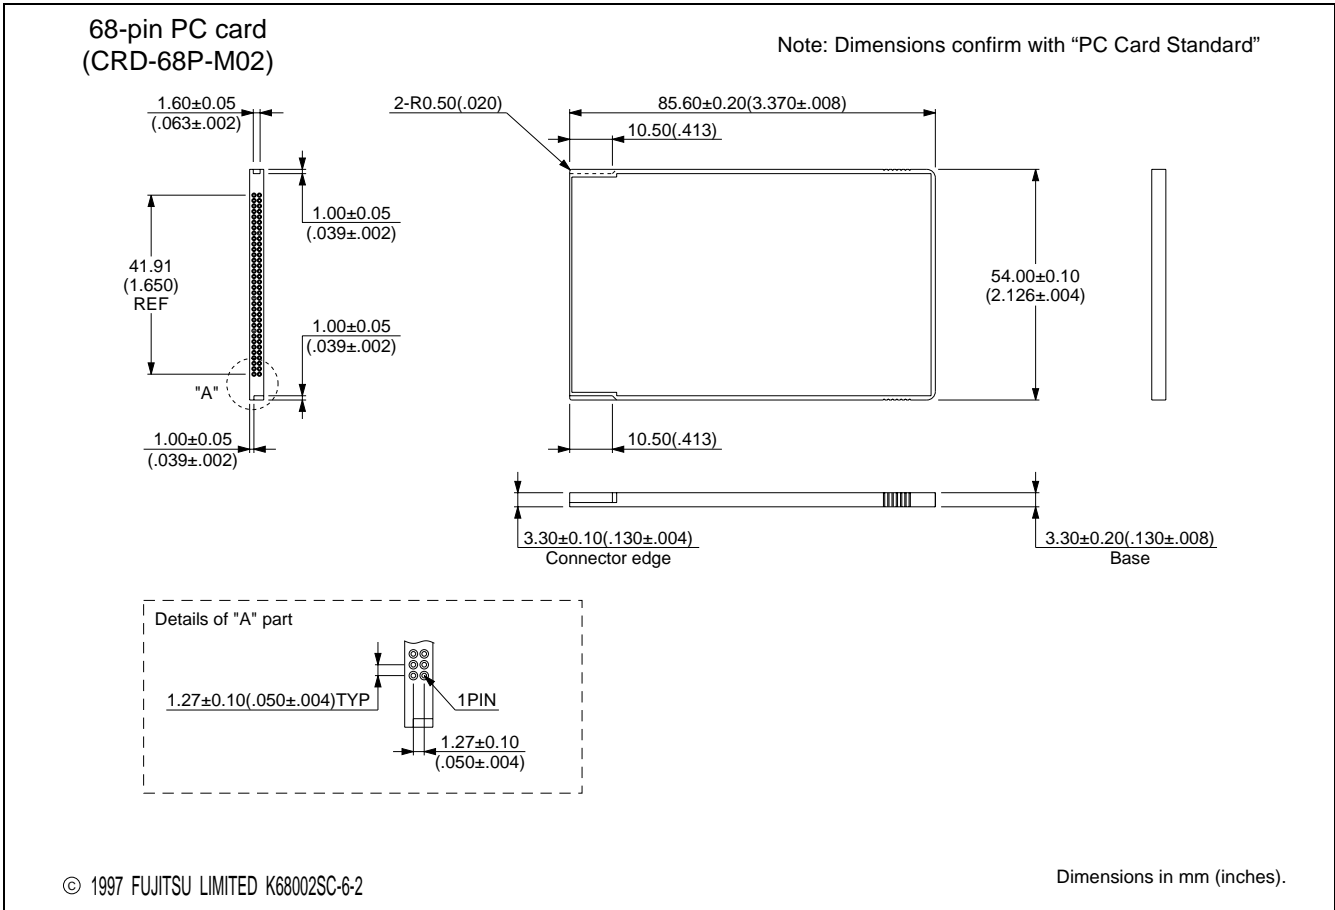 68-pin PC card
(CRD-68P-M02)
Note: Dimensions confirm with “PC Card Standard”
1.60±0.05
(.063±.002)
2-R0.50(.020)
85.60±0.20(3.370±.008)
10.50(.413)
1.00±0.05
(.039±.002)
41.91
(1.650)
REF
54.00±0.10
(2.126±.004)
1.00±0.05
(.039±.002)
"A"
1.00±0.05
(.039±.002)
10.50(.413)
3.30±0.10(.130±.004)
Connector edge
3.30±0.20(.130±.008)
Base
Details of "A" part
1.27±0.10(.050±.004)TYP
1PIN
1.27±0.10
(.050±.004)
© 1997 FUJITSU LIMITED K68002SC-6-2
Dimensions in mm (inches).